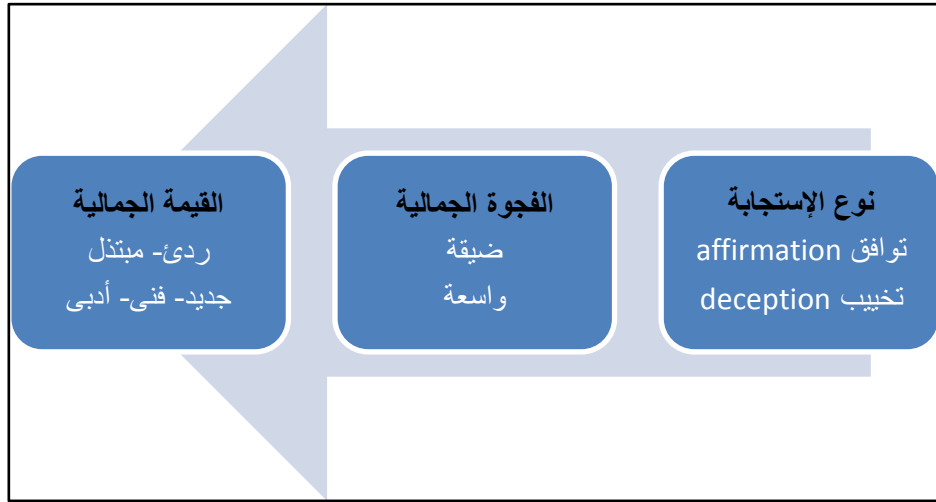 نوع الإستجابة
توافق affirmation
تخييب deception
الفجوة الجمالية
ضيقة
واسعة
القيمة الجمالية
ردئ- مبتذل
جديد- فنى- أدبى